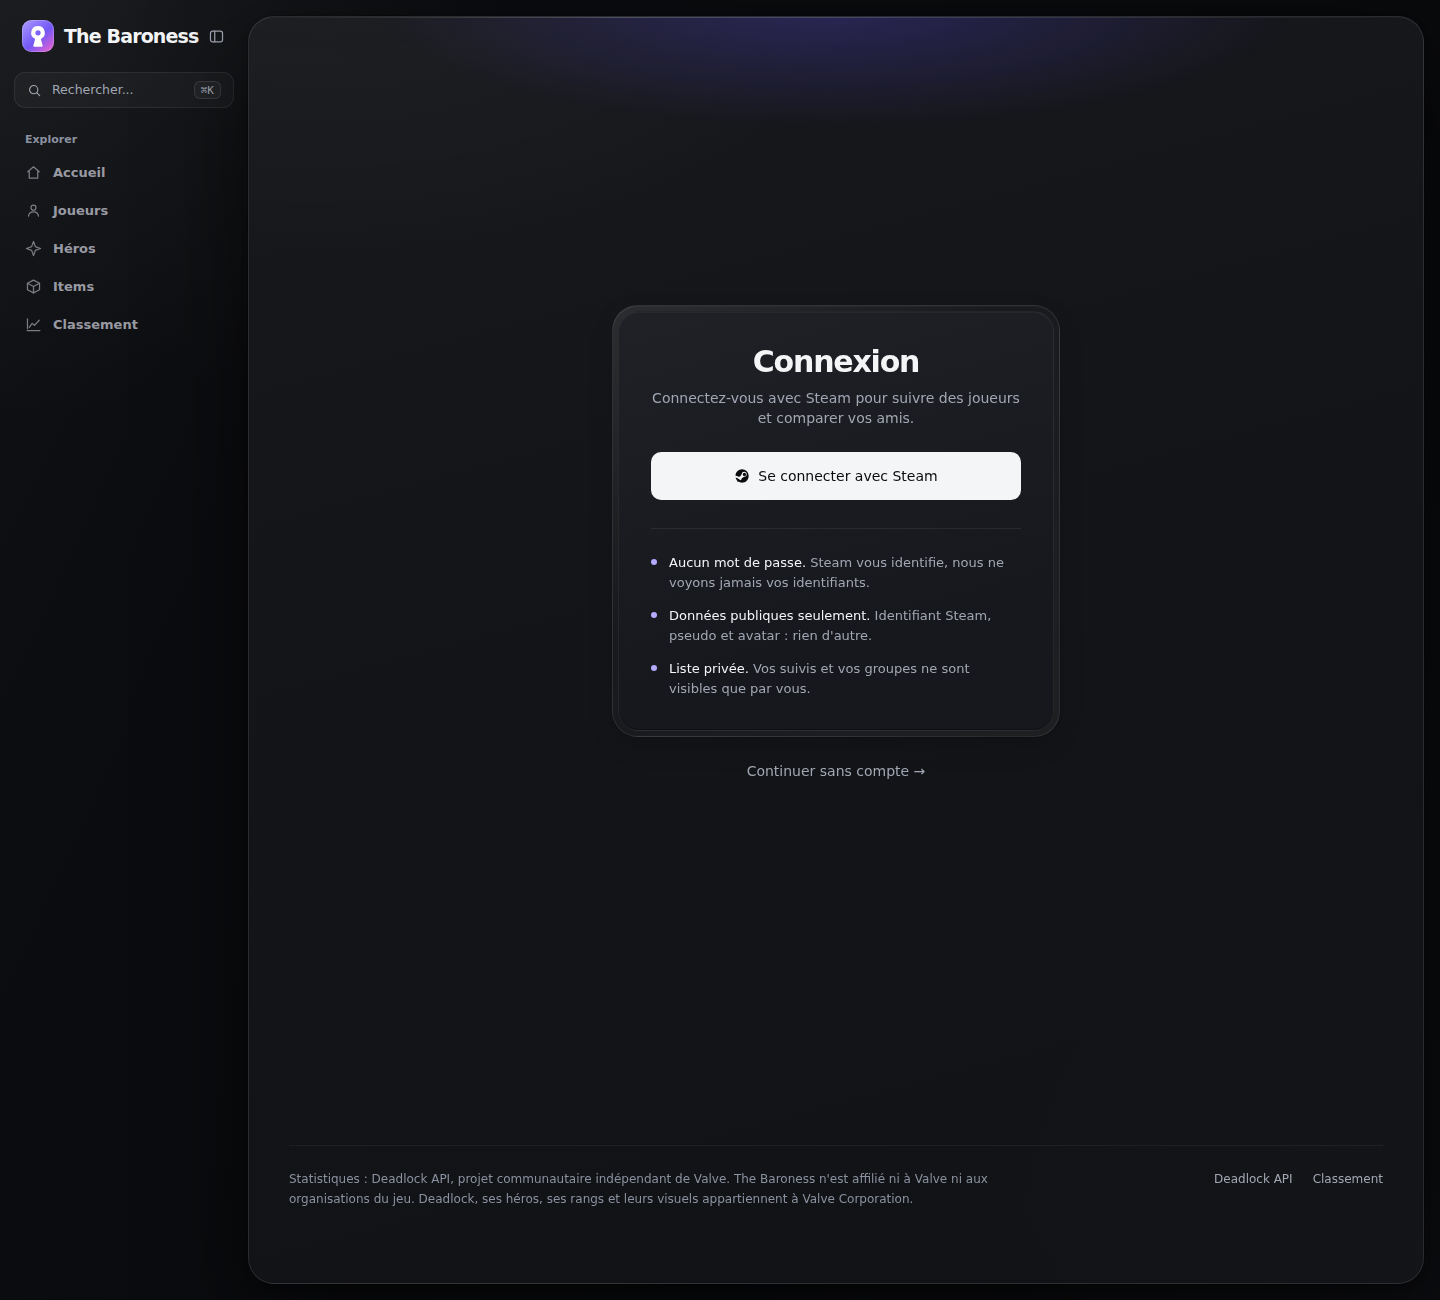 The Baroness
Rechercher...
⌘K
Explorer
Accueil
Joueurs
Héros
Items
Classement
Connexion
Connectez-vous avec Steam pour suivre des joueurs
et comparer vos amis.
Se connecter avec Steam
Aucun mot de passe. Steam vous identifie, nous ne
voyons jamais vos identifiants.
Données publiques seulement. Identifiant Steam,
pseudo et avatar : rien d'autre.
Liste privée. Vos suivis et vos groupes ne sont
visibles que par vous.
Continuer sans compte →
Statistiques : Deadlock API, projet communautaire indépendant de Valve. The Baroness n'est affilié ni à Valve ni aux
organisations du jeu. Deadlock, ses héros, ses rangs et leurs visuels appartiennent à Valve Corporation.
Deadlock API
Classement